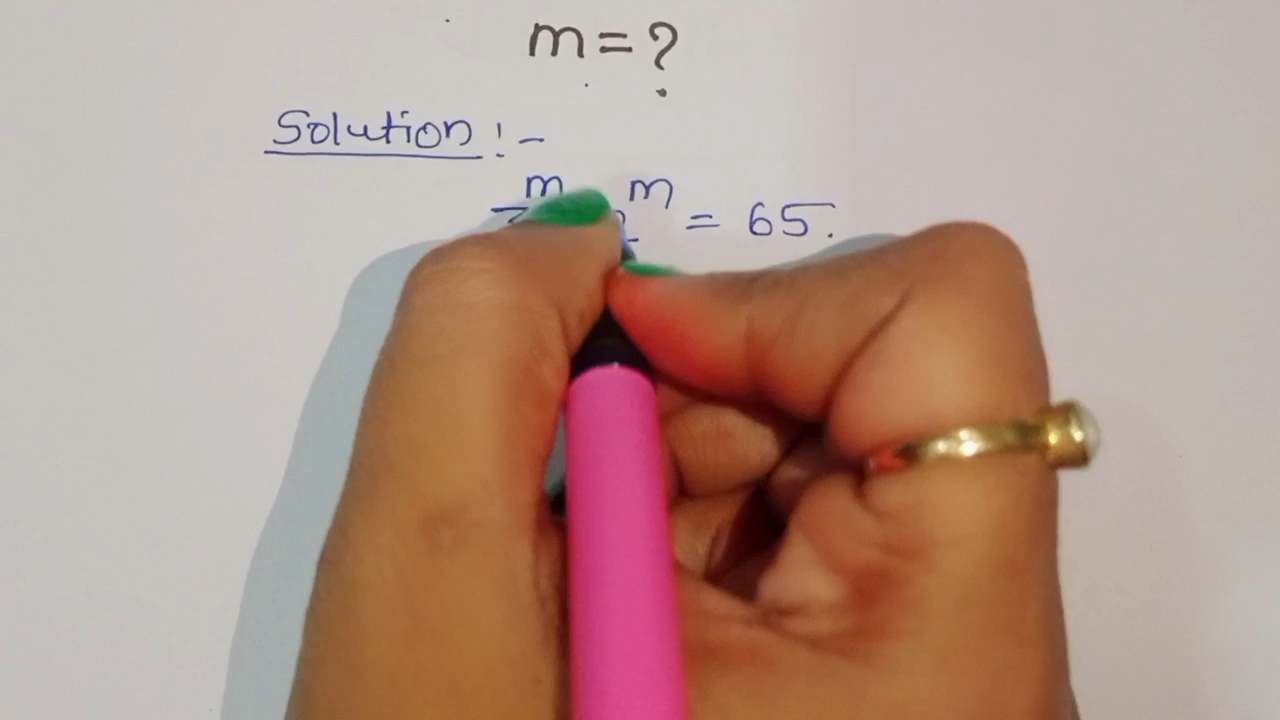 m = ?
Solution :-
m m = 65.